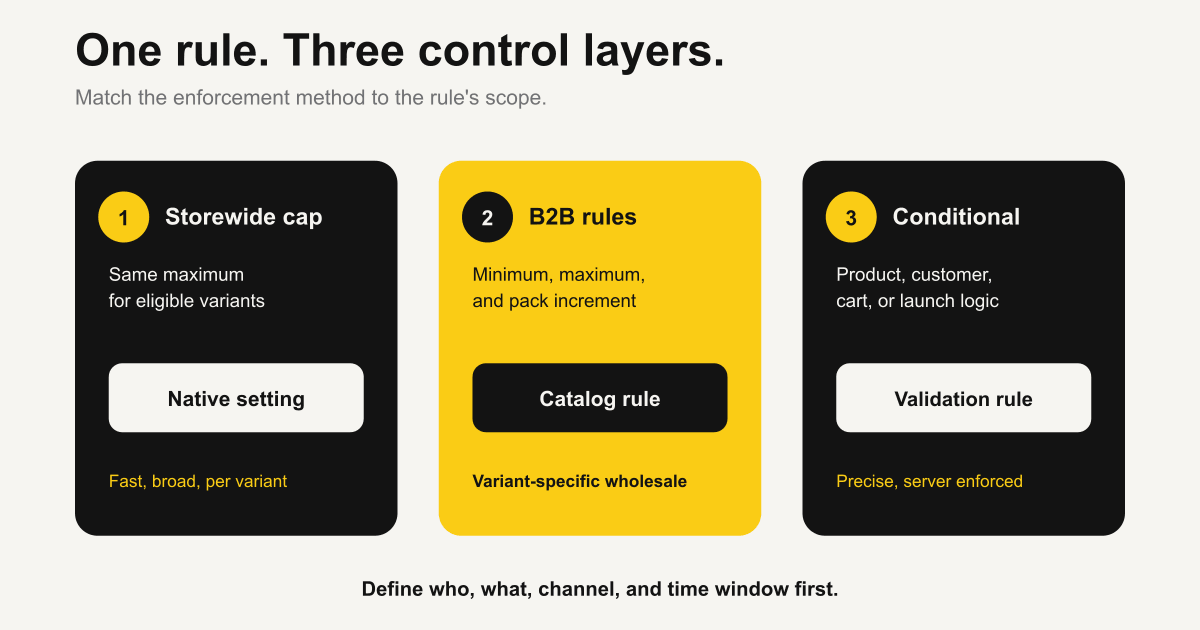 One rule. Three control layers.
Match the enforcement method to the rule's scope.
1
Storewide cap
Same maximum
for eligible variants
Native setting
Fast, broad, per variant
2
B2B rules
Minimum, maximum,
and pack increment
Catalog rule
Variant-specific wholesale
3
Conditional
Product, customer,
cart, or launch logic
Validation rule
Precise, server enforced
Define who, what, channel, and time window first.